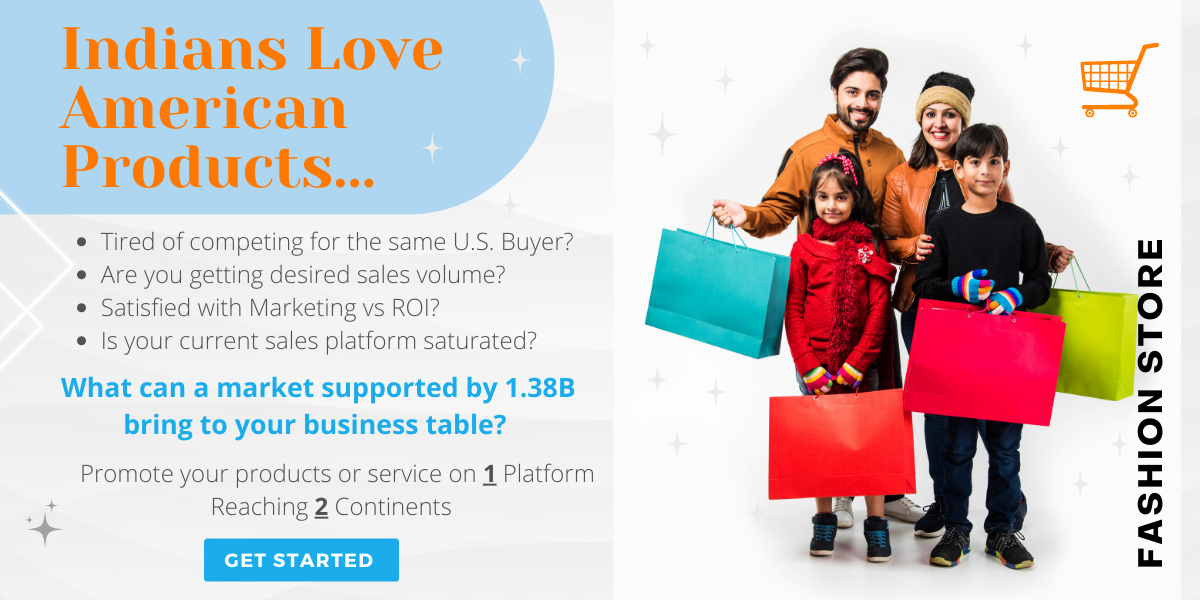 Indians Love
American
Products...
Tired of competing for the same U.S. Buyer?
Are you getting desired sales volume?
Satisfied with Marketing vs ROI?
Is your current sales platform saturated?
What can a market supported by 1.38B
bring to your business table?
Promote your products or service on 1 Platform
Reaching 2 Continents
GET STARTED
FASHION STORE